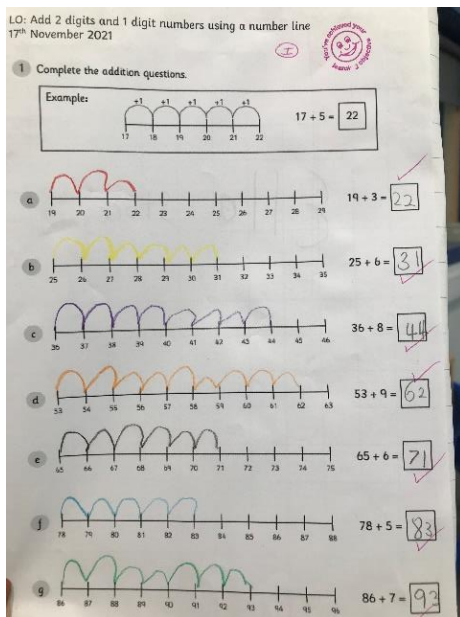 LO: Add 2 digits and 1 digit numbers using a number line
17th November 2021
I
1 Complete the addition questions.
Example:
+1 +1 +1 +1 +1
17 18 19 20 21 22
17 + 5 = 22
a
19 20 21 22 23 24 25 26 27 28 29
19 + 3 = 22
b
25 26 27 28 29 30 31 32 33 34 35
25 + 6 = 31
c
36 37 38 39 40 41 42 43 44 45 46
36 + 8 = 44
d
53 54 55 56 57 58 59 60 61 62 63
53 + 9 = 62
e
65 66 67 68 69 70 71 72 73 74 75
65 + 6 = 71
f
78 79 80 81 82 83 84 85 86 87 88
78 + 5 = 83
g
86 87 88 89 90 91 92 93 94 95 96
86 + 7 = 93